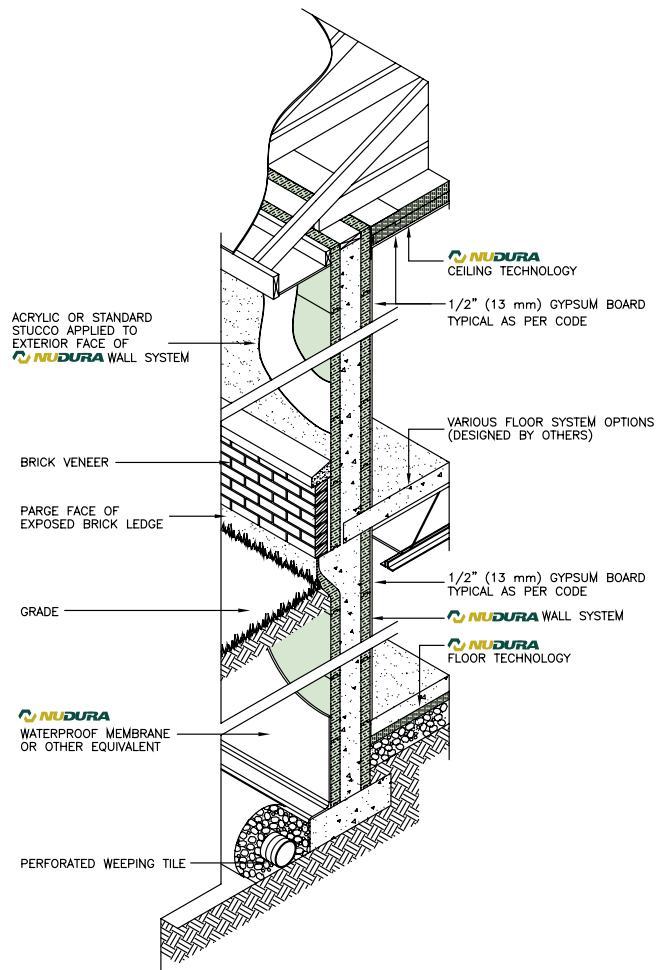 NUDURA
CEILING TECHNOLOGY
1/2" (13 mm) GYPSUM BOARD
TYPICAL AS PER CODE
ACRYLIC OR STANDARD
STUCCO APPLIED TO
EXTERIOR FACE OF
NUDURA WALL SYSTEM
VARIOUS FLOOR SYSTEM OPTIONS
(DESIGNED BY OTHERS)
BRICK VENEER
PARGE FACE OF
EXPOSED BRICK LEDGE
1/2" (13 mm) GYPSUM BOARD
TYPICAL AS PER CODE
GRADE
NUDURA WALL SYSTEM
NUDURA
FLOOR TECHNOLOGY
NUDURA
WATERPROOF MEMBRANE
OR OTHER EQUIVALENT
PERFORATED WEEPING TILE